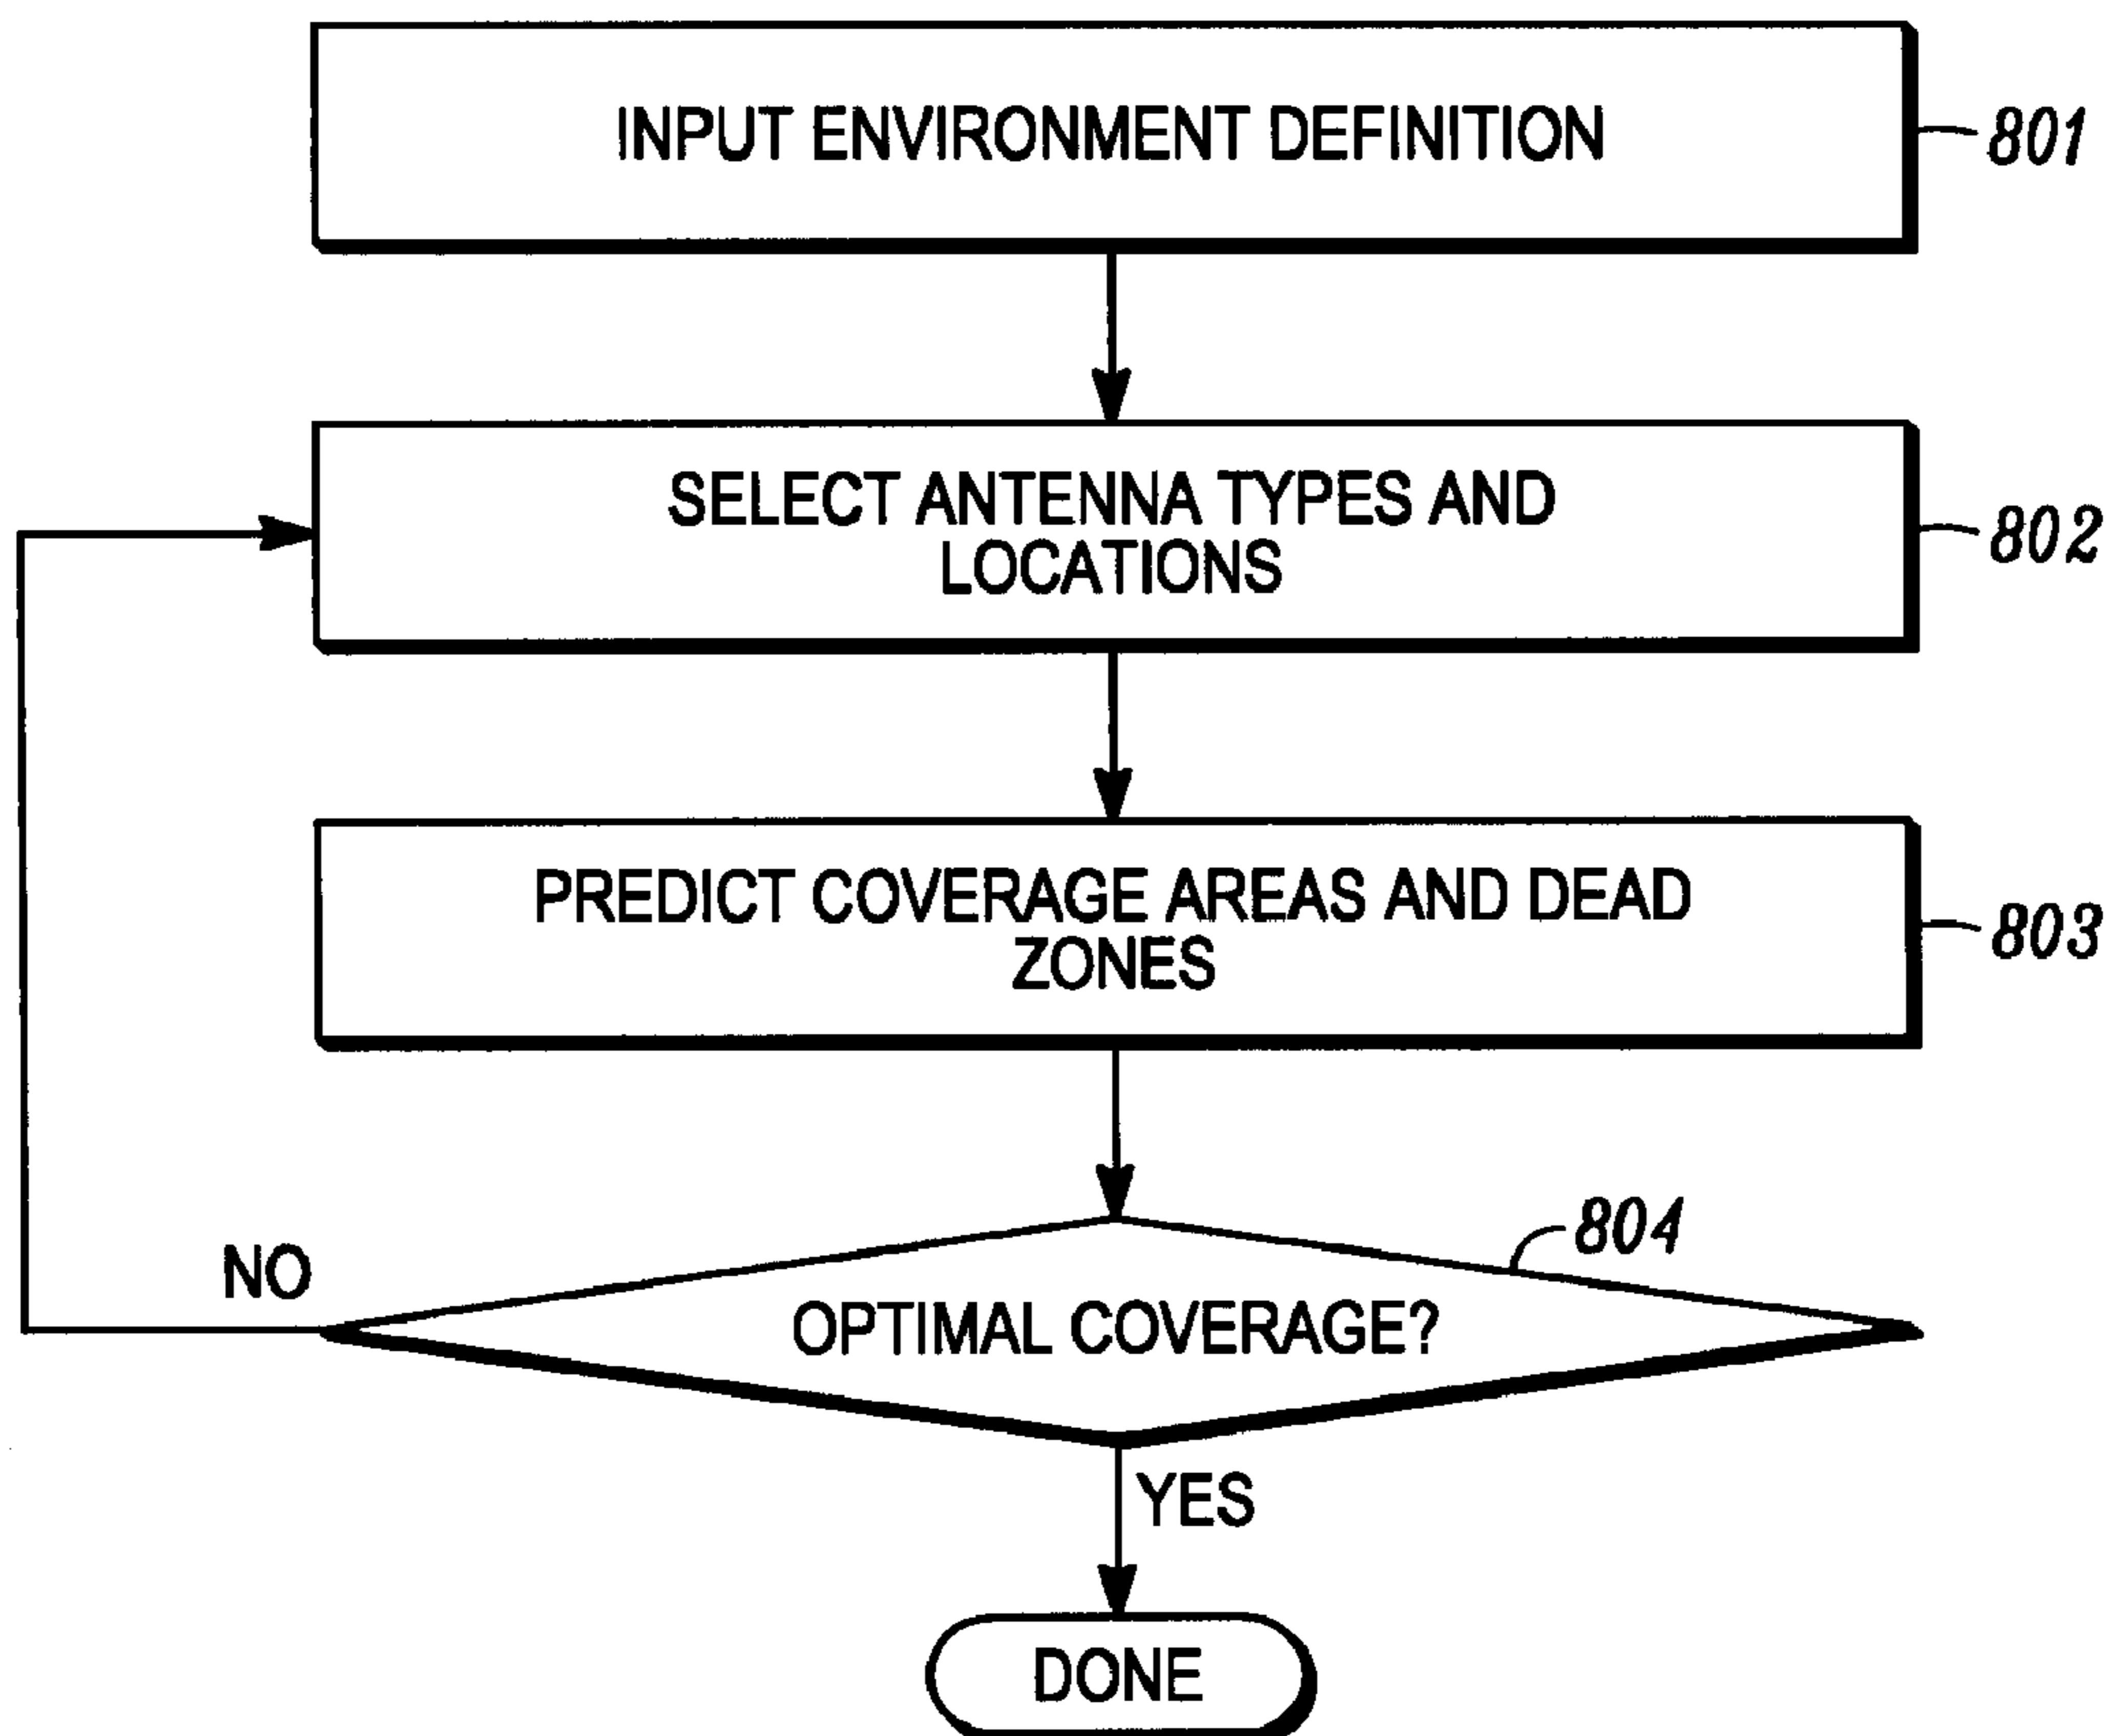 INPUT ENVIRONMENT DEFINITION
801
SELECT ANTENNA TYPES AND
LOCATIONS
802
PREDICT COVERAGE AREAS AND DEAD
ZONES
803
804
NO
OPTIMAL COVERAGE?
YES
DONE